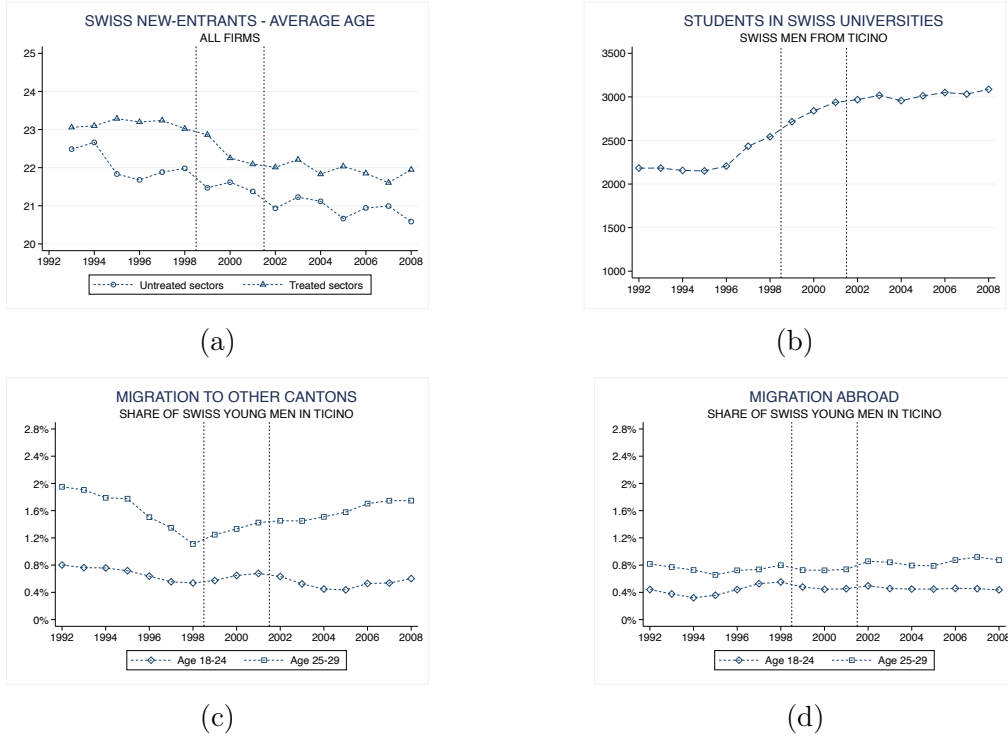 SWISS NEW-ENTRANTS - AVERAGE AGE
ALL FIRMS
25
24
23
22
21
20
1992 1994 1996 1998 2000 2002 2004 2006 2008
Untreated sectors Treated sectors
(a)
STUDENTS IN SWISS UNIVERSITIES
SWISS MEN FROM TICINO
3500
3000
2500
2000
1500
1000
1992 1994 1996 1998 2000 2002 2004 2006 2008
(b)
MIGRATION TO OTHER CANTONS
SHARE OF SWISS YOUNG MEN IN TICINO
2.8%
2.4%
2%
1.6%
1.2%
0.8%
0.4%
0%
1992 1994 1996 1998 2000 2002 2004 2006 2008
Age 18-24 Age 25-29
(c)
MIGRATION ABROAD
SHARE OF SWISS YOUNG MEN IN TICINO
2.8%
2.4%
2%
1.6%
1.2%
0.8%
0.4%
0%
1992 1994 1996 1998 2000 2002 2004 2006 2008
Age 18-24 Age 25-29
(d)